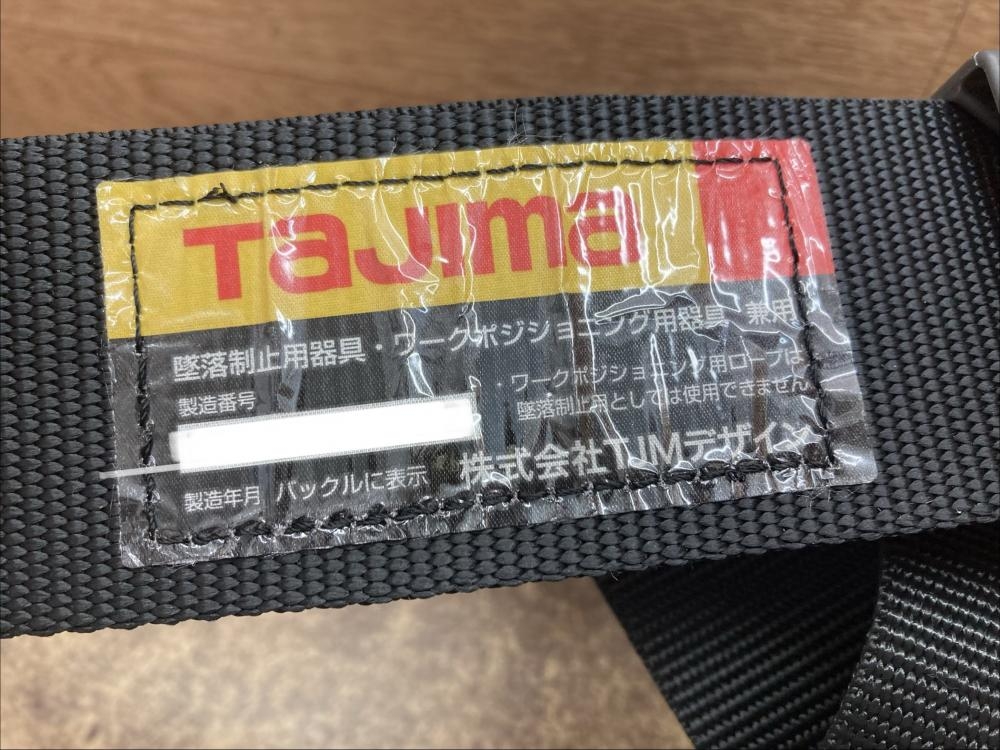 TaJIma
墜落制止用器具・ワークポジショニング用器具 兼用
製造番号
・ワークポジショニング用ロープは
墜落制止用としては使用できません
製造年月 バックルに表示
株式会社TJMデザイン